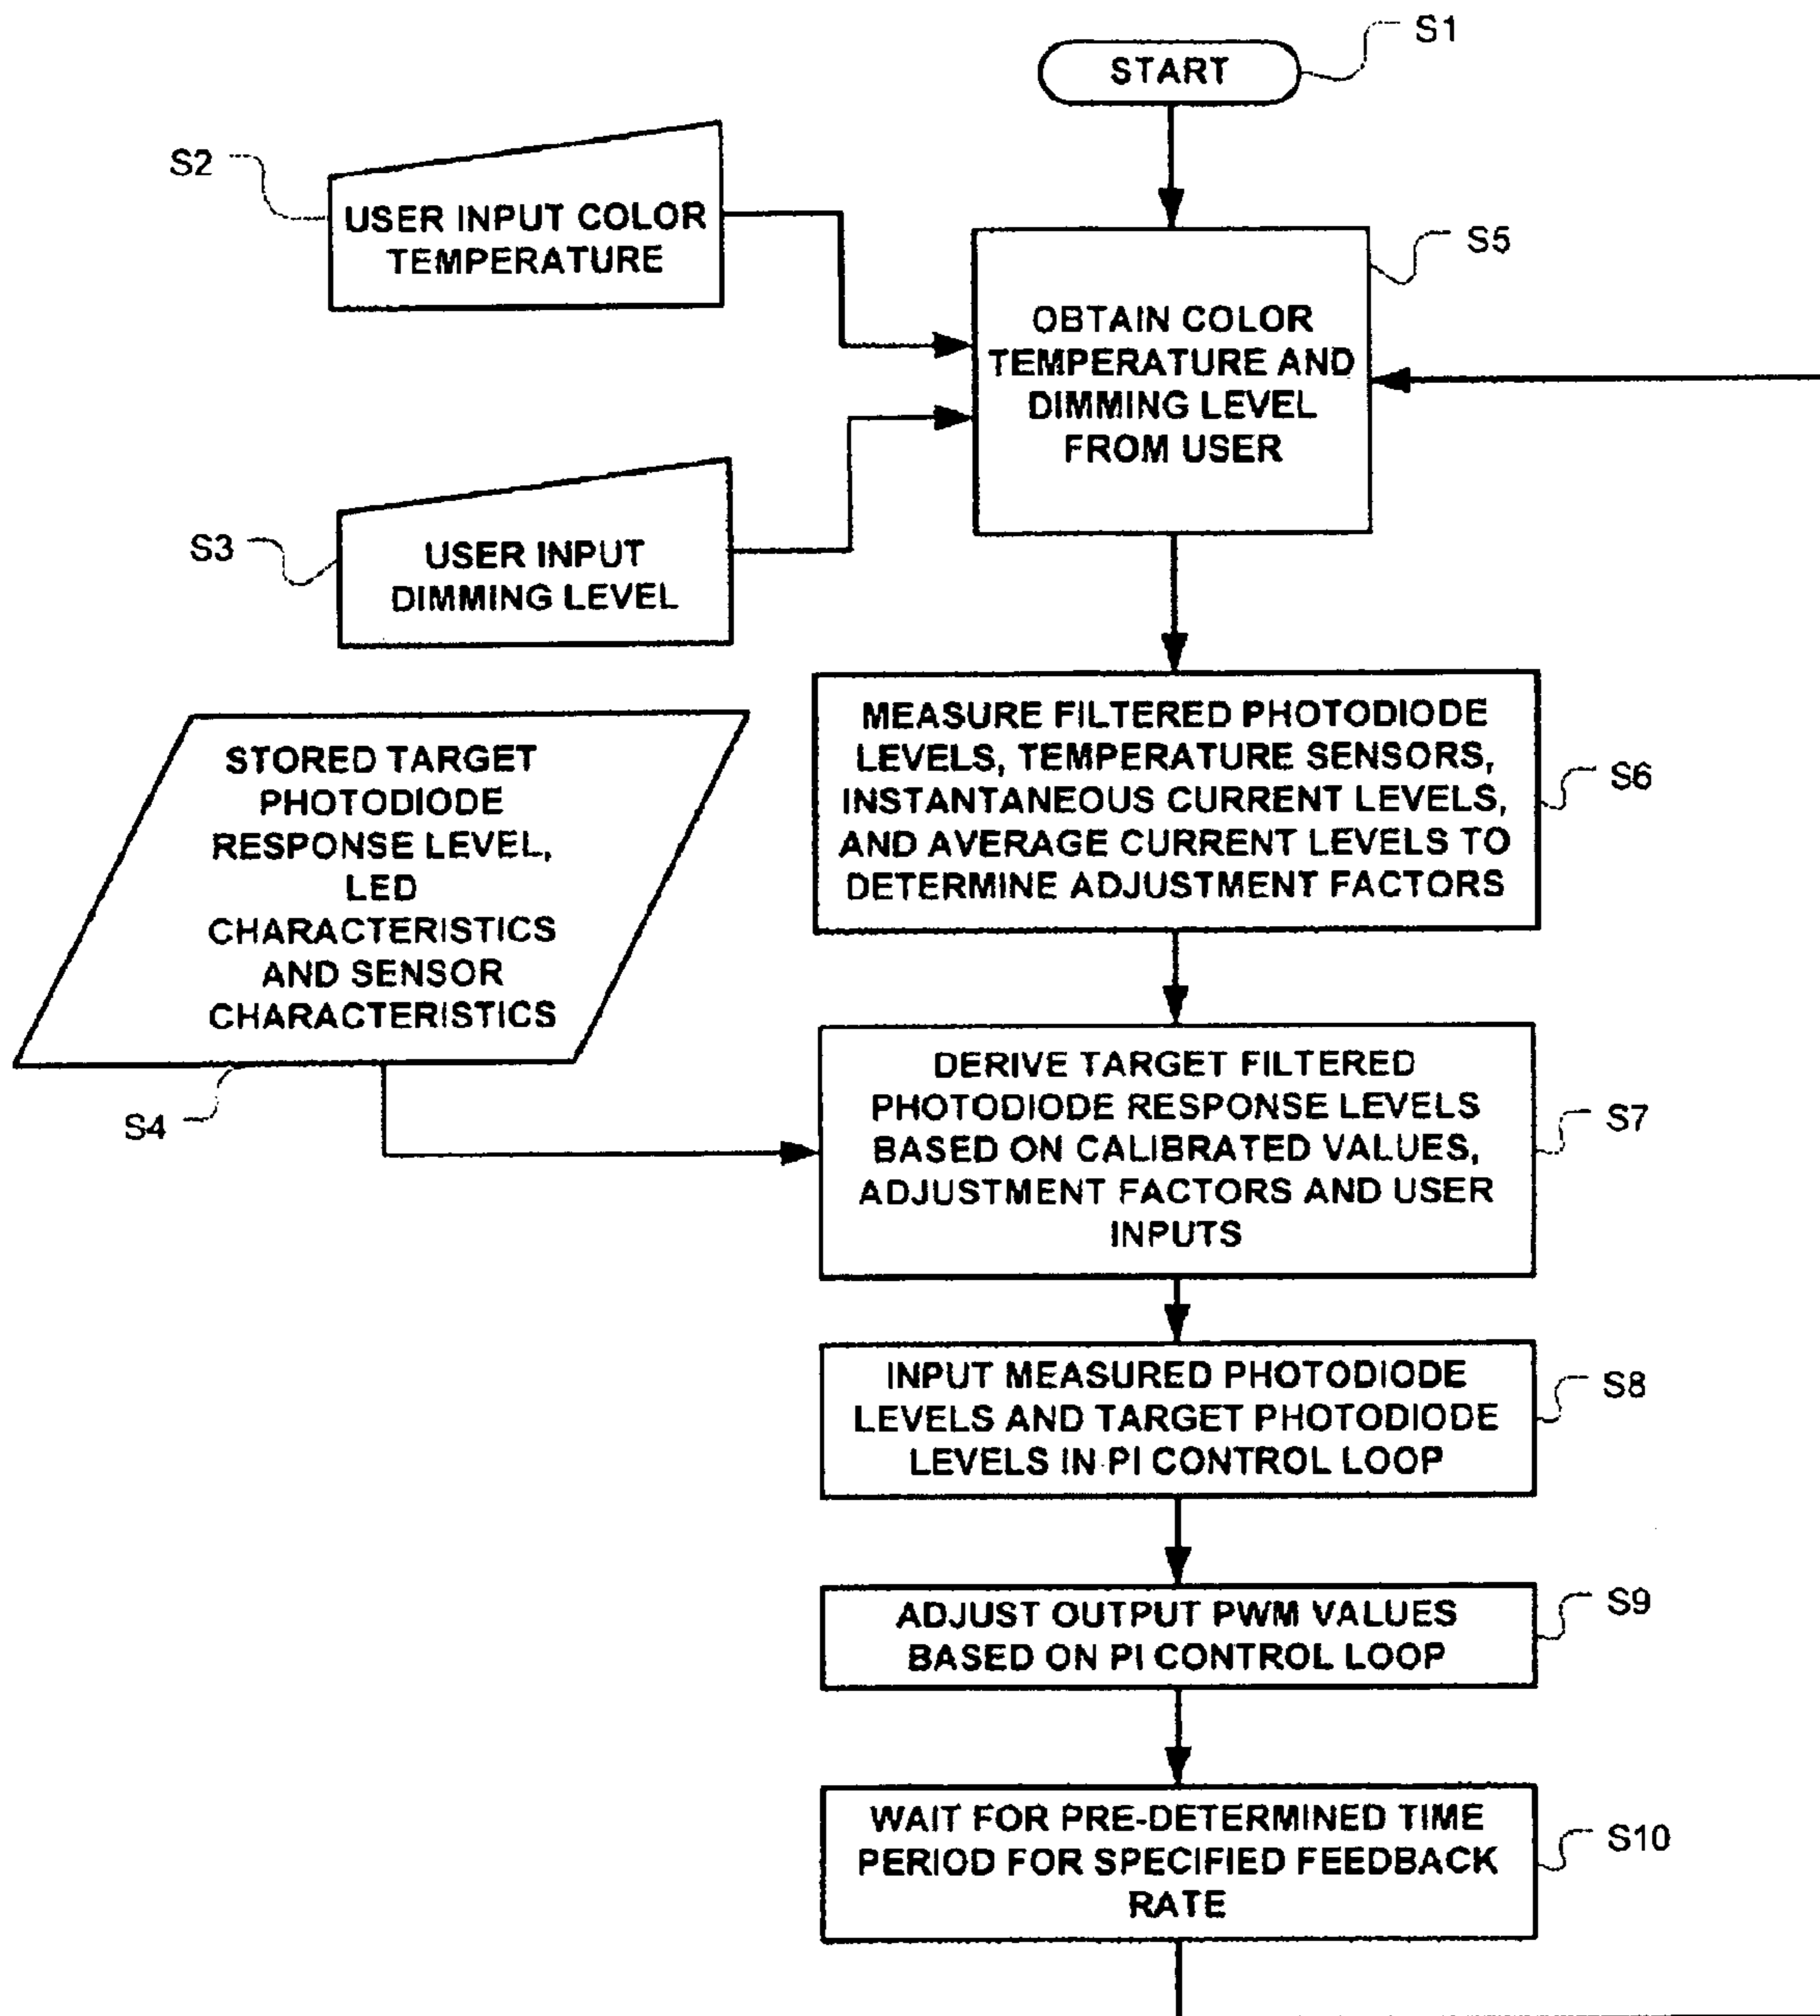 START
S1
S2
USER INPUT COLOR
TEMPERATURE
S5
OBTAIN COLOR
TEMPERATURE AND
DIMMING LEVEL
FROM USER
S3
USER INPUT
DIMMING LEVEL
MEASURE FILTERED PHOTODIODE
LEVELS, TEMPERATURE SENSORS,
INSTANTANEOUS CURRENT LEVELS,
AND AVERAGE CURRENT LEVELS TO
DETERMINE ADJUSTMENT FACTORS
S6
STORED TARGET
PHOTODIODE
RESPONSE LEVEL,
LED
CHARACTERISTICS
AND SENSOR
CHARACTERISTICS
S4
DERIVE TARGET FILTERED
PHOTODIODE RESPONSE LEVELS
BASED ON CALIBRATED VALUES,
ADJUSTMENT FACTORS AND USER
INPUTS
S7
INPUT MEASURED PHOTODIODE
LEVELS AND TARGET PHOTODIODE
LEVELS IN PI CONTROL LOOP
S8
ADJUST OUTPUT PWM VALUES
BASED ON PI CONTROL LOOP
S9
WAIT FOR PRE-DETERMINED TIME
PERIOD FOR SPECIFIED FEEDBACK
RATE
S10